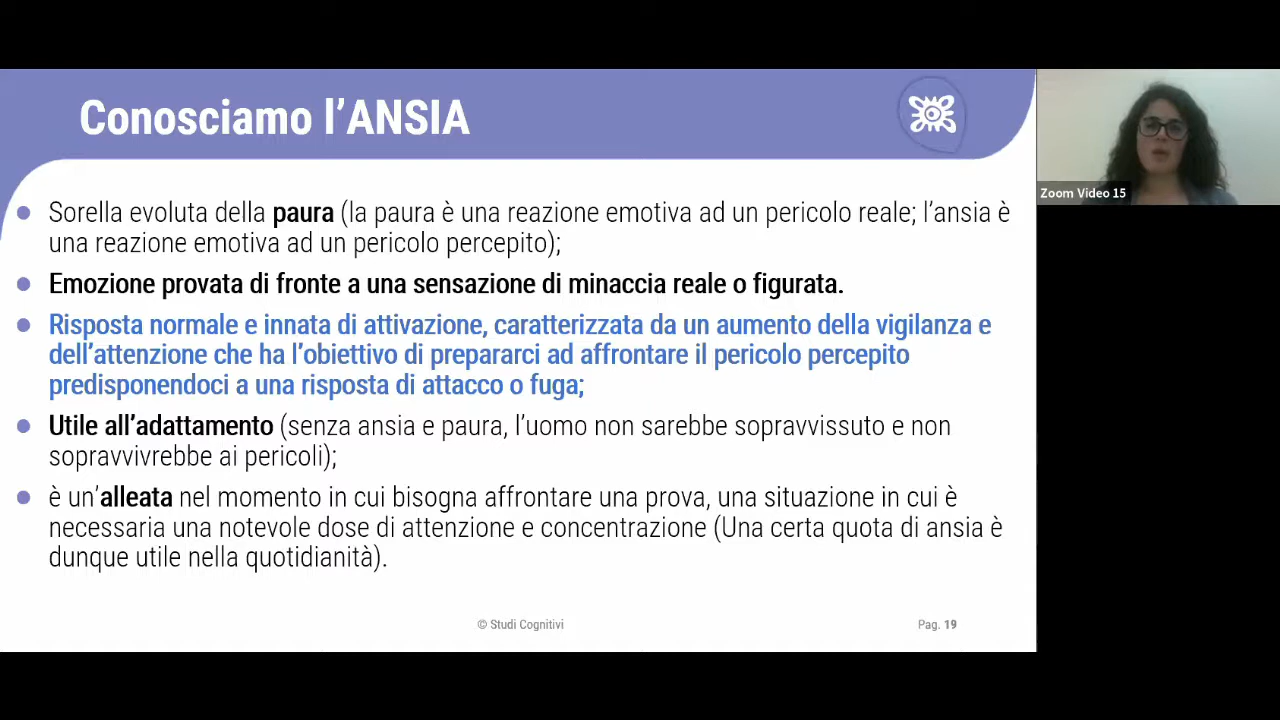 Conosciamo l'ANSIA
Sorella evoluta della paura (la paura è una reazione emotiva ad un pericolo reale; l'ansia è
una reazione emotiva ad un pericolo percepito);
Emozione provata di fronte a una sensazione di minaccia reale o figurata.
Risposta normale e innata di attivazione, caratterizzata da un aumento della vigilanza e
dell'attenzione che ha l'obiettivo di prepararci ad affrontare il pericolo percepito
predisponendoci a una risposta di attacco o fuga;
Utile all'adattamento (senza ansia e paura, l'uomo non sarebbe sopravvissuto e non
sopravvivrebbe ai pericoli);
è un'alleata nel momento in cui bisogna affrontare una prova, una situazione in cui è
necessaria una notevole dose di attenzione e concentrazione (Una certa quota di ansia è
dunque utile nella quotidianità).
© Studi Cognitivi
Pag. 19
Zoom Video 15